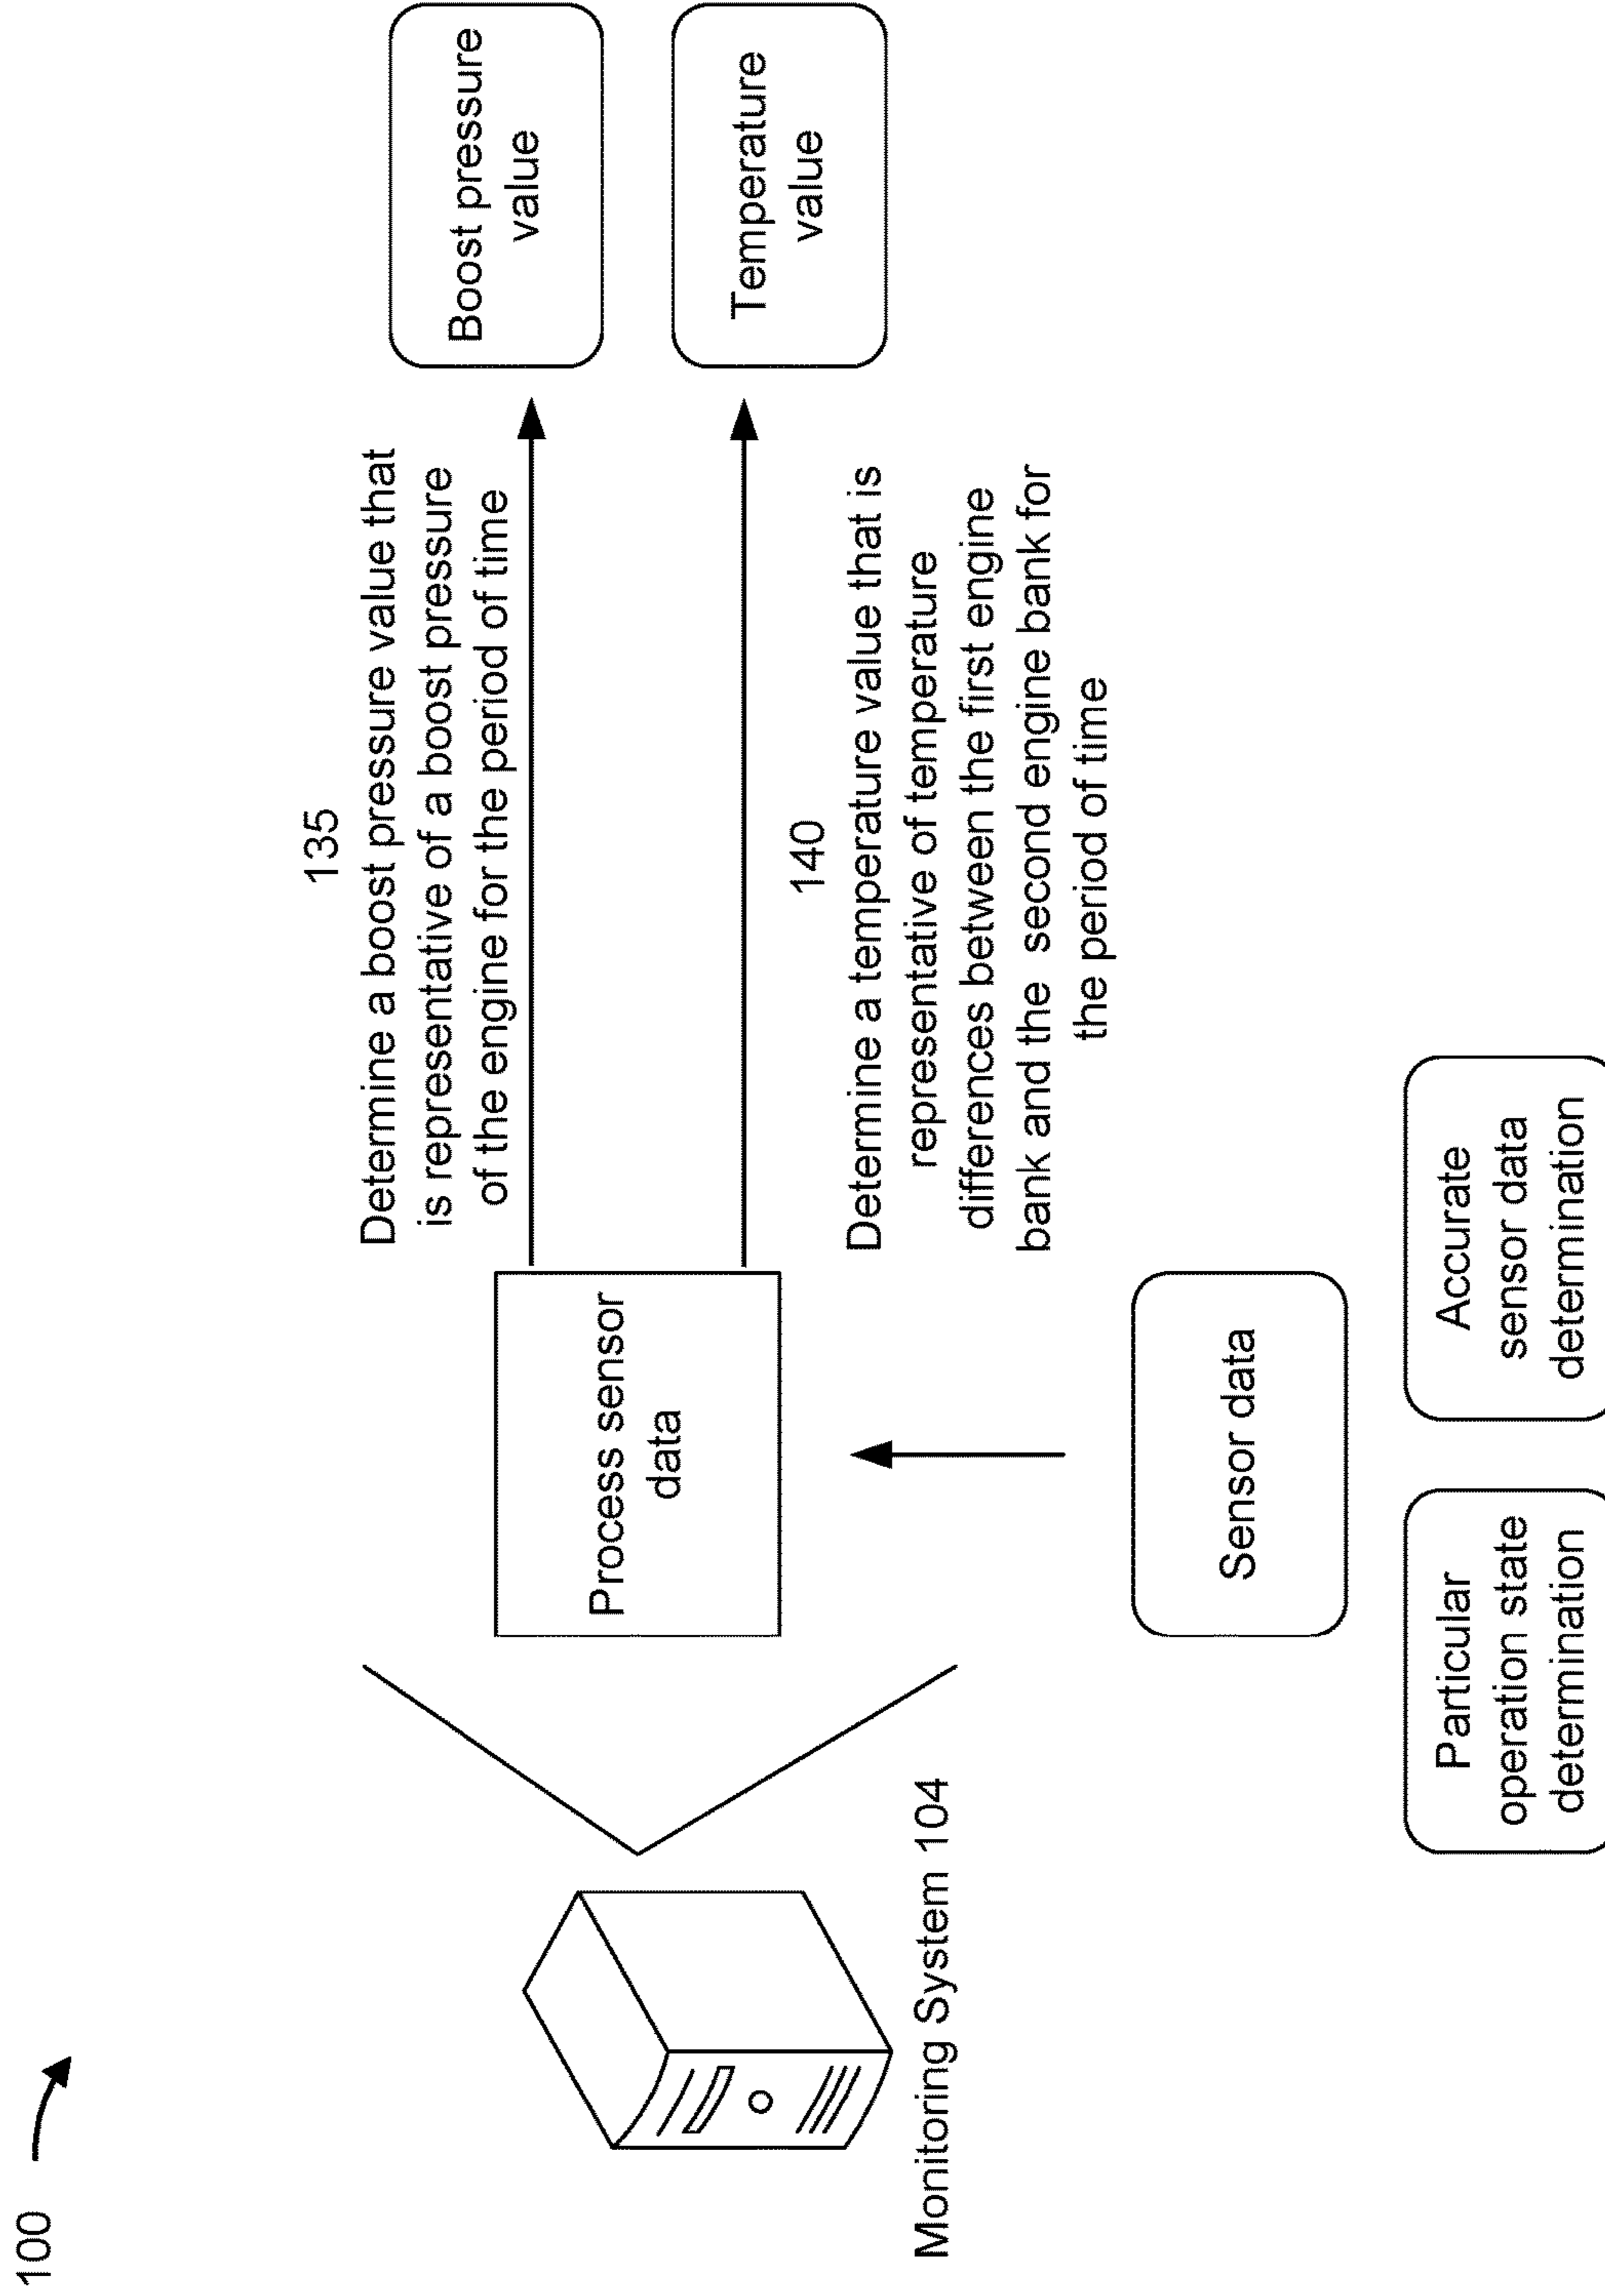 100
135
Determine a boost pressure value that
is representative of a boost pressure
of the engine for the period of time
Boost pressure
value
Process sensor
data
Temperature
value
140
Determine a temperature value that is
representative of temperature
differences between the first engine
bank and the second engine bank for
the period of time
Monitoring System 104
Sensor data
Particular
operation state
determination
Accurate
sensor data
determination